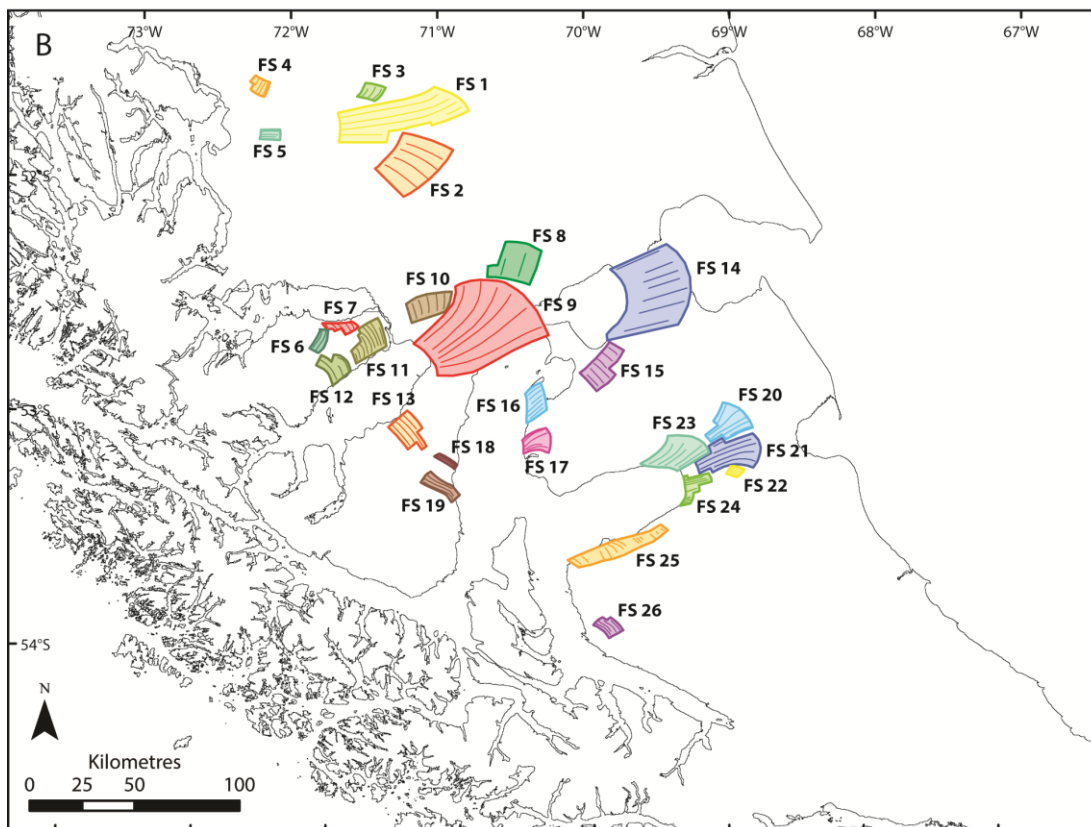 B
73°W 72°W 71°W 70°W 69°W 68°W 67°W
FS 4
FS 3
FS 1
FS 5
52°S
FS 2
FS 8
FS 14
FS 10
FS 9
FS 7
FS 6
FS 11
FS 12
FS 15
FS 13
53°S
FS 16
FS 20
FS 23
FS 18
FS 17
FS 21
FS 22
FS 19
FS 24
FS 25
FS 26
54°S
N
Kilometres
0 25 50 100